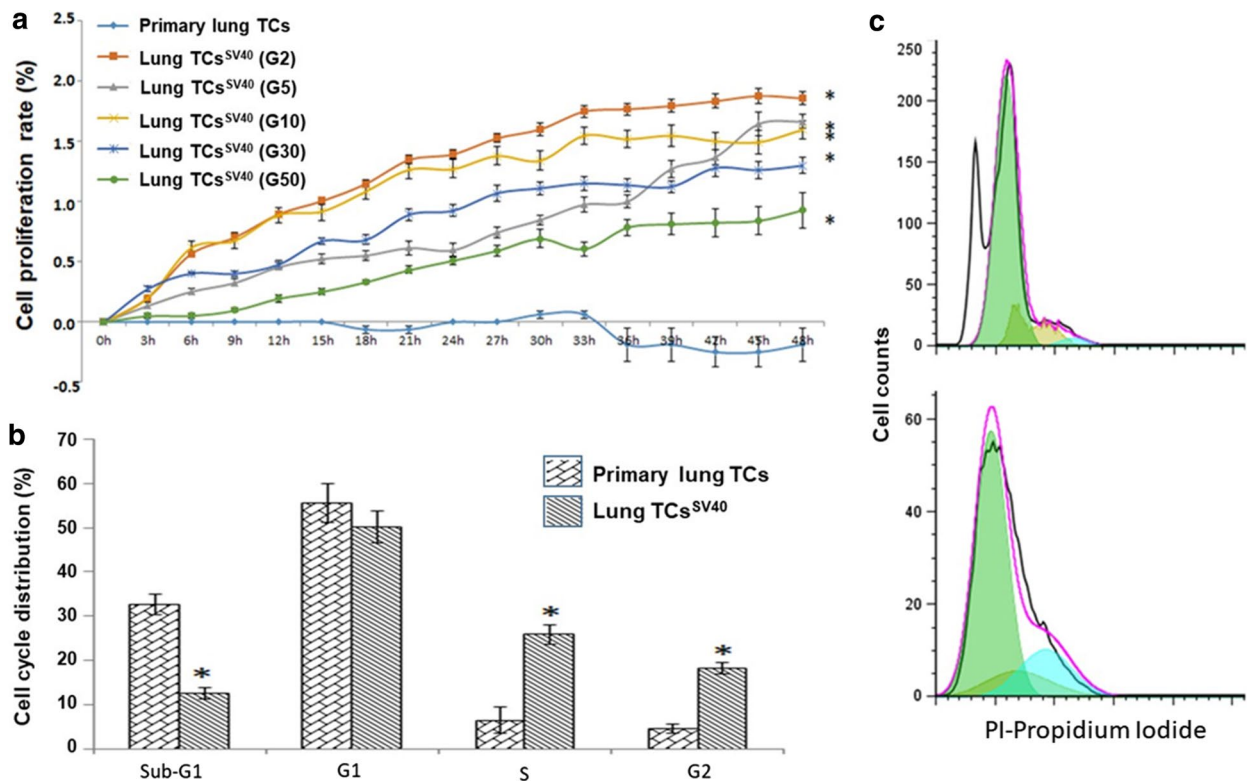 a
2.5
2.0
1.5
1.0
0.5
0.0
-0.5
Cell proliferation rate (%)
Primary lung TCs
Lung TCsSV40 (G2)
Lung TCsSV40 (G5)
Lung TCsSV40 (G10)
Lung TCsSV40 (G30)
Lung TCsSV40 (G50)
*
*
*
*
*
0h 3h 6h 9h 12h 15h 18h 21h 24h 27h 30h 33h 36h 39h 42h 45h 48h
b
70
60
50
40
30
20
10
0
Cell cycle distribution (%)
Primary lung TCs
Lung TCsSV40
*
*
*
Sub-G1 G1 S G2
c
250
200
150
100
50
0
60
40
20
0
Cell counts
PI-Propidium Iodide